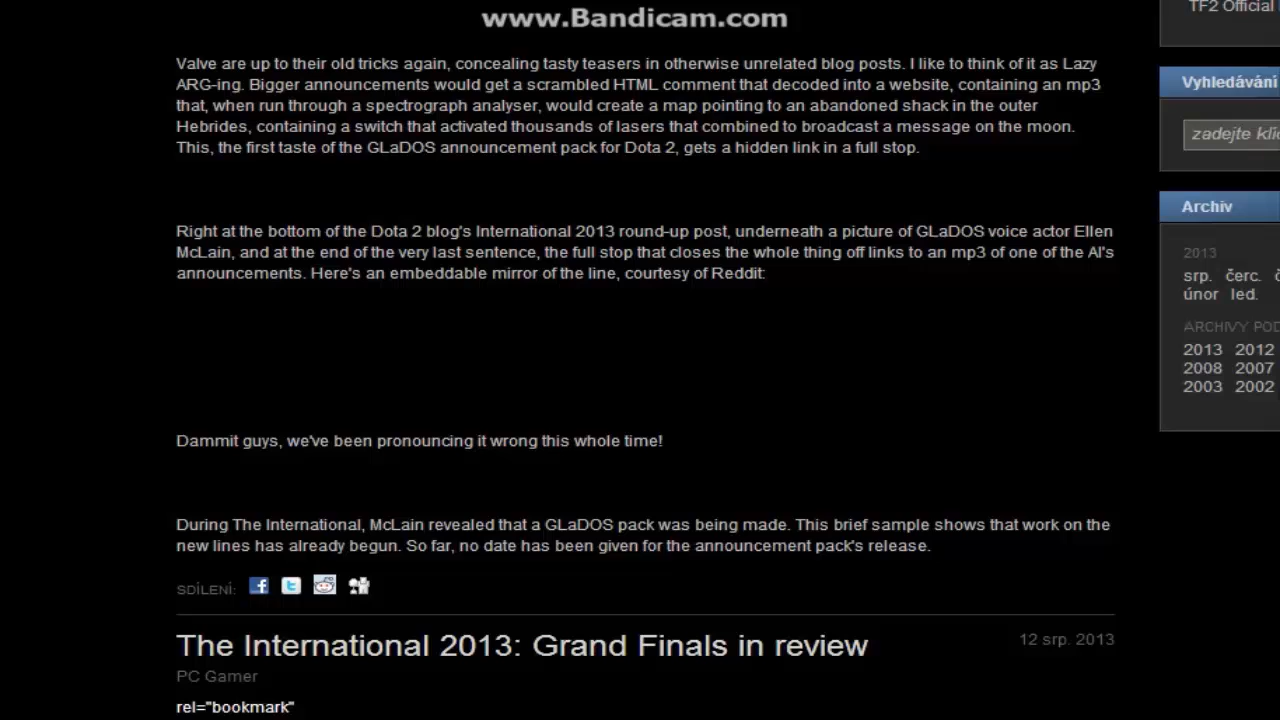 www.Bandicam.com
TF2 Official
Valve are up to their old tricks again, concealing tasty teasers in otherwise unrelated blog posts. I like to think of it as Lazy
ARG-ing. Bigger announcements would get a scrambled HTML comment that decoded into a website, containing an mp3
that, when run through a spectrograph analyser, would create a map pointing to an abandoned shack in the outer
Hebrides, containing a switch that activated thousands of lasers that combined to broadcast a message on the moon.
This, the first taste of the GLaDOS announcement pack for Dota 2, gets a hidden link in a full stop.
Right at the bottom of the Dota 2 blog's International 2013 round-up post, underneath a picture of GLaDOS voice actor Ellen
McLain, and at the end of the very last sentence, the full stop that closes the whole thing off links to an mp3 of one of the AI's
announcements. Here's an embeddable mirror of the line, courtesy of Reddit:
Dammit guys, we've been pronouncing it wrong this whole time!
During The International, McLain revealed that a GLaDOS pack was being made. This brief sample shows that work on the
new lines has already begun. So far, no date has been given for the announcement pack's release.
SDÍLENÍ:
The International 2013: Grand Finals in review
12 srp. 2013
PC Gamer
rel="bookmark"
Vyhledávání
zadejte klíč
Archiv
2013
srp. červ. č
únor led.
ARCHIVY POD
2013 2012
2008 2007
2003 2002